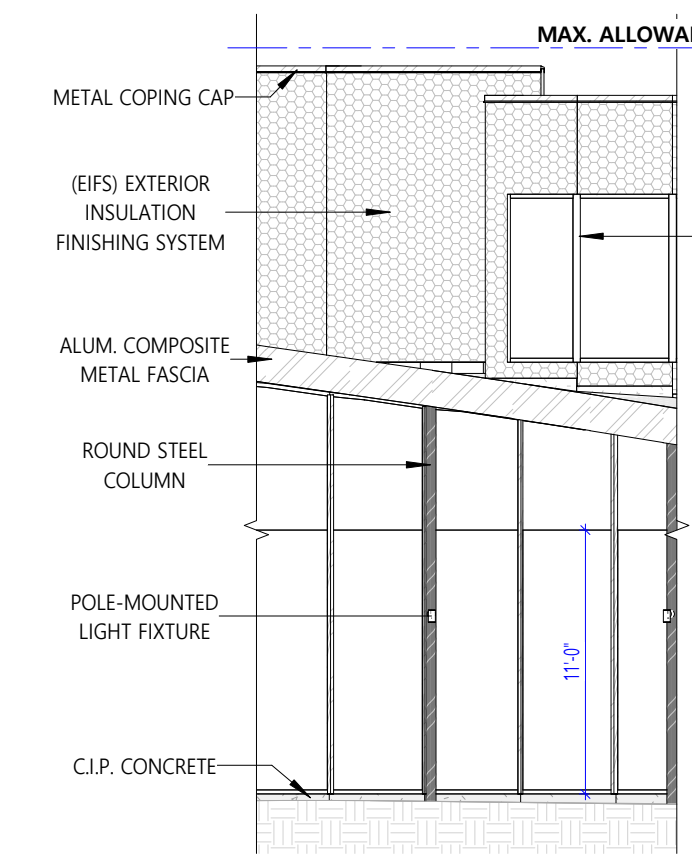 MAX. ALLOWA
METAL COPING CAP
(EIFS) EXTERIOR
INSULATION
FINISHING SYSTEM
ALUM. COMPOSITE
METAL FASCIA
ROUND STEEL
COLUMN
POLE-MOUNTED
LIGHT FIXTURE
11'-0"
C.I.P. CONCRETE